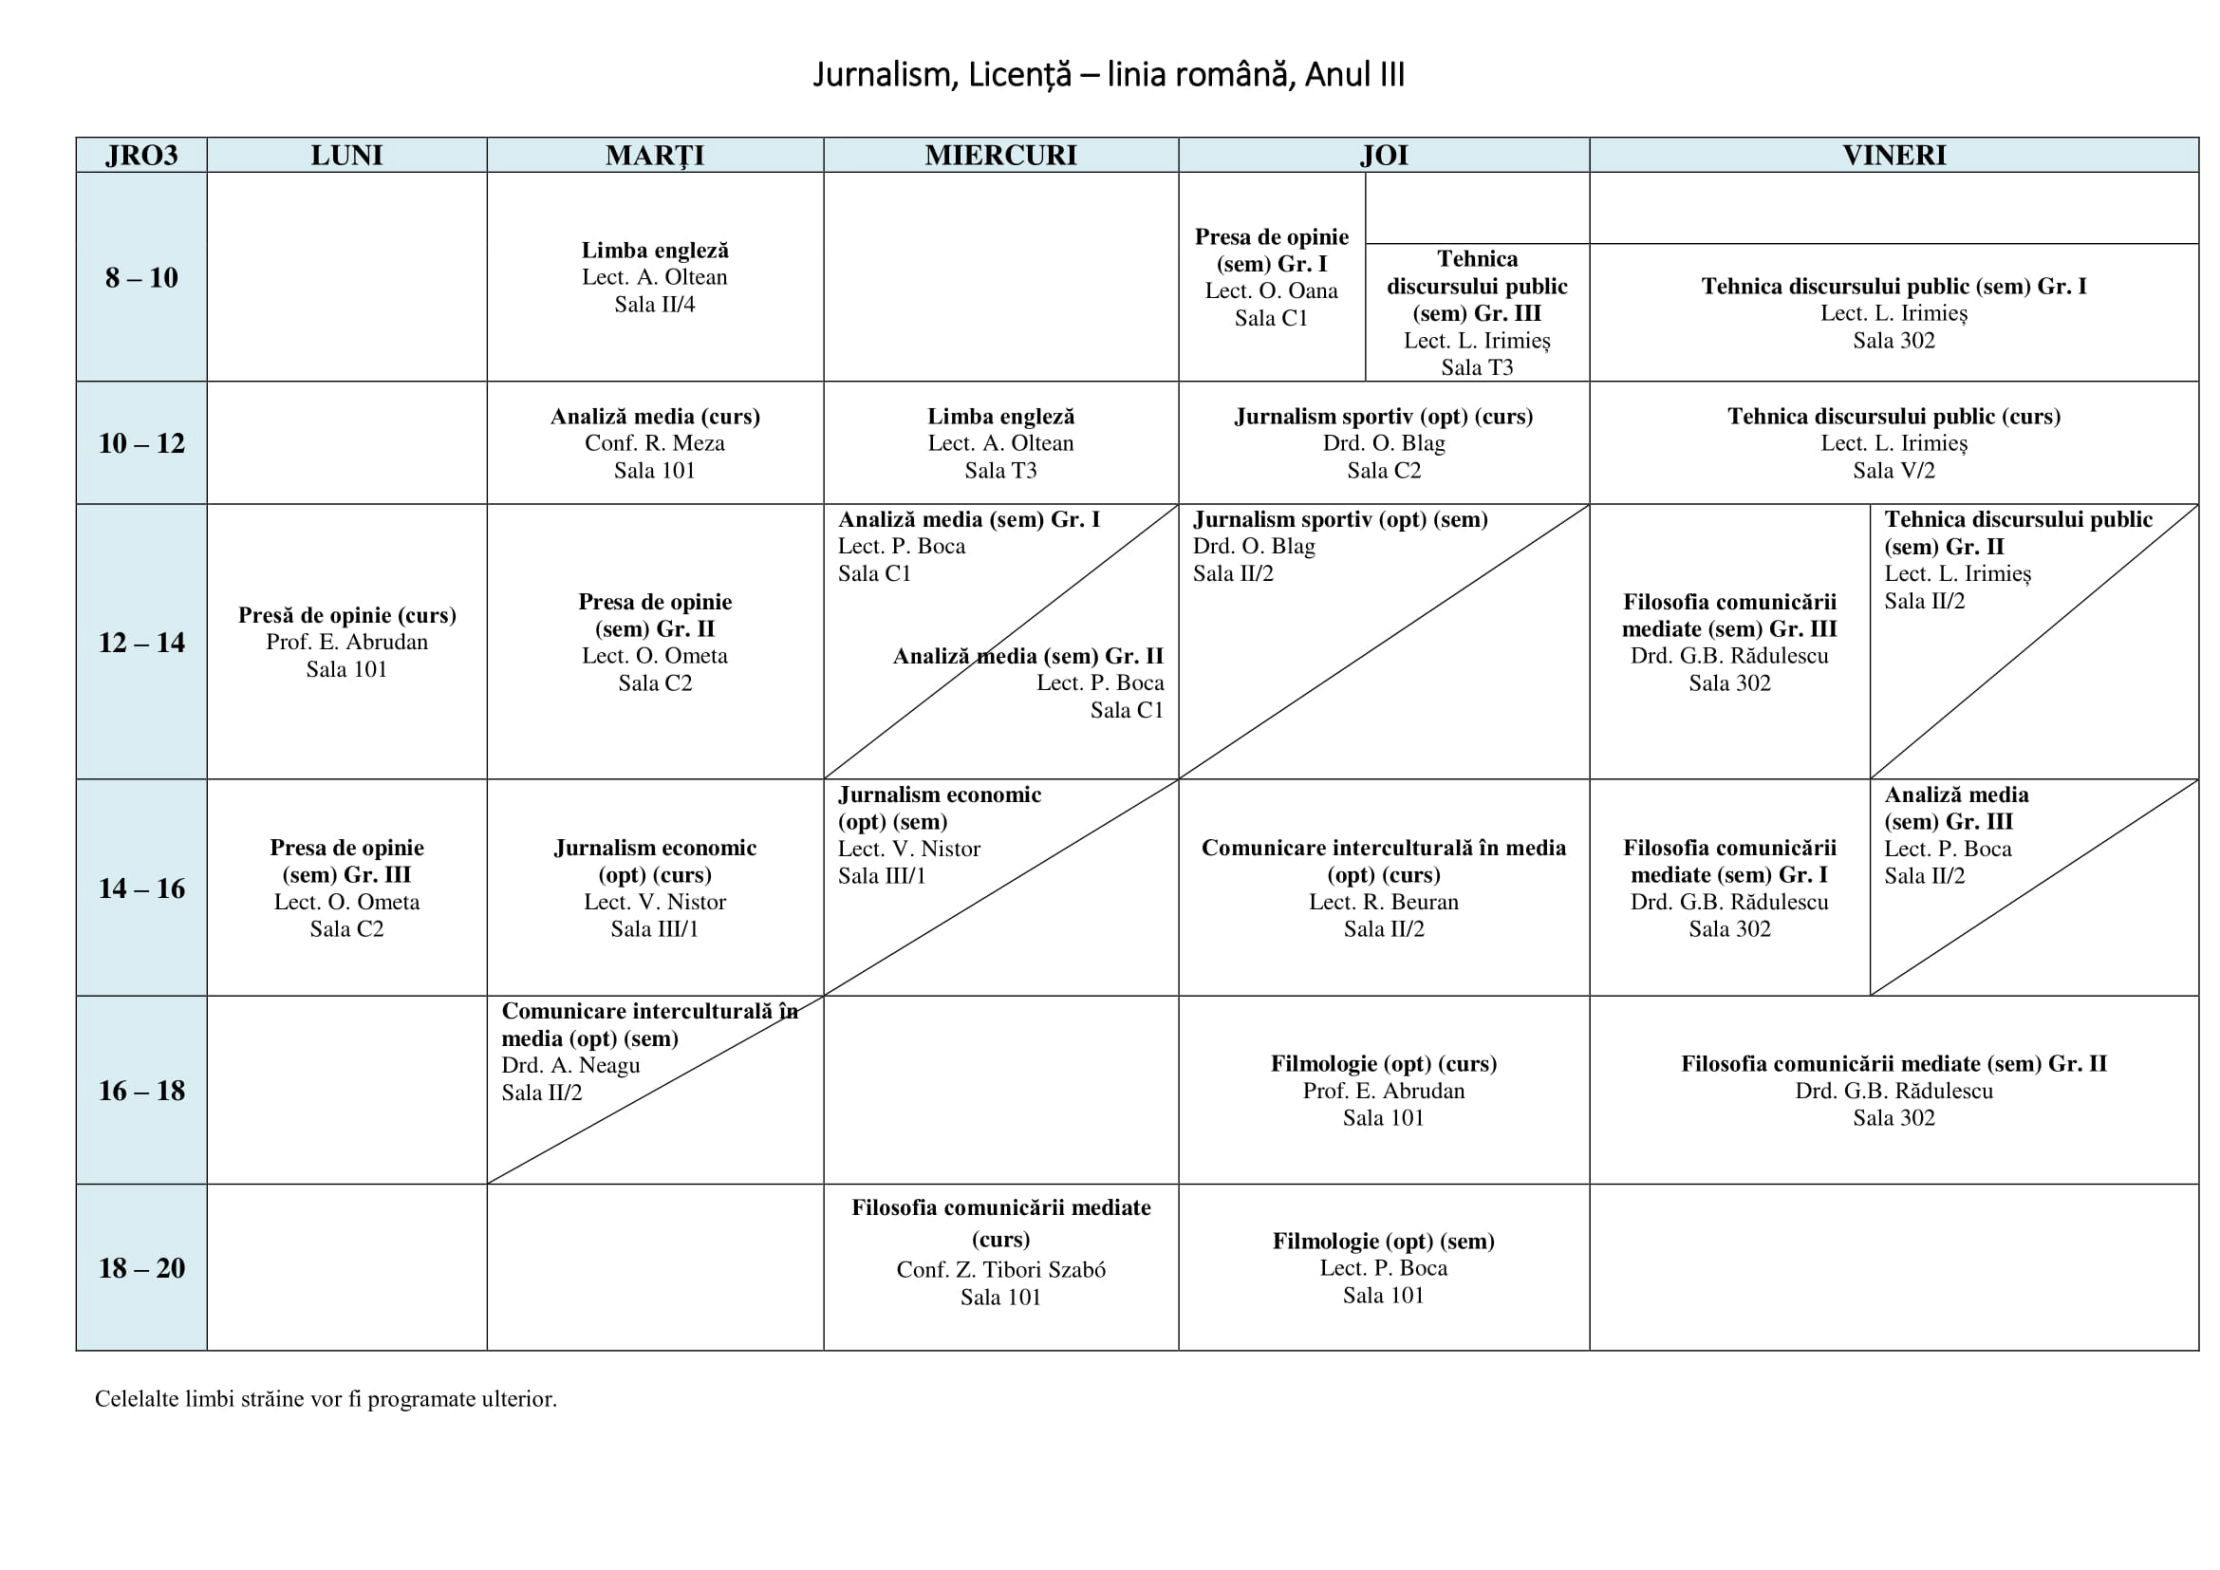 Jurnalism, Licență – linia română, Anul III
JRO3
LUNI
MARŢI
MIERCURI
JOI
VINERI
8 – 10
Limba engleză
Lect. A. Oltean
Sala II/4
Presa de opinie
(sem) Gr. I
Lect. O. Oana
Sala C1
Tehnica
discursului public
(sem) Gr. III
Lect. L. Irimieș
Sala T3
Tehnica discursului public (sem) Gr. I
Lect. L. Irimieș
Sala 302
10 – 12
Analiză media (curs)
Conf. R. Meza
Sala 101
Limba engleză
Lect. A. Oltean
Sala T3
Jurnalism sportiv (opt) (curs)
Drd. O. Blag
Sala C2
Tehnica discursului public (curs)
Lect. L. Irimieș
Sala V/2
12 – 14
Presă de opinie (curs)
Prof. E. Abrudan
Sala 101
Presa de opinie
(sem) Gr. II
Lect. O. Ometa
Sala C2
Analiză media (sem) Gr. I
Lect. P. Boca
Sala C1
Analiză media (sem) Gr. II
Lect. P. Boca
Sala C1
Jurnalism sportiv (opt) (sem)
Drd. O. Blag
Sala II/2
Filosofia comunicării
mediate (sem) Gr. III
Drd. G.B. Rădulescu
Sala 302
Tehnica discursului public
(sem) Gr. II
Lect. L. Irimieș
Sala II/2
14 – 16
Presa de opinie
(sem) Gr. III
Lect. O. Ometa
Sala C2
Jurnalism economic
(opt) (curs)
Lect. V. Nistor
Sala III/1
Jurnalism economic
(opt) (sem)
Lect. V. Nistor
Sala III/1
Comunicare interculturală în media
(opt) (curs)
Lect. R. Beuran
Sala II/2
Filosofia comunicării
mediate (sem) Gr. I
Drd. G.B. Rădulescu
Sala 302
Analiză media
(sem) Gr. III
Lect. P. Boca
Sala II/2
16 – 18
Comunicare interculturală în
media (opt) (sem)
Drd. A. Neagu
Sala II/2
Filmologie (opt) (curs)
Prof. E. Abrudan
Sala 101
Filosofia comunicării mediate (sem) Gr. II
Drd. G.B. Rădulescu
Sala 302
18 – 20
Filosofia comunicării mediate
(curs)
Conf. Z. Tibori Szabó
Sala 101
Filmologie (opt) (sem)
Lect. P. Boca
Sala 101
Celelalte limbi străine vor fi programate ulterior.